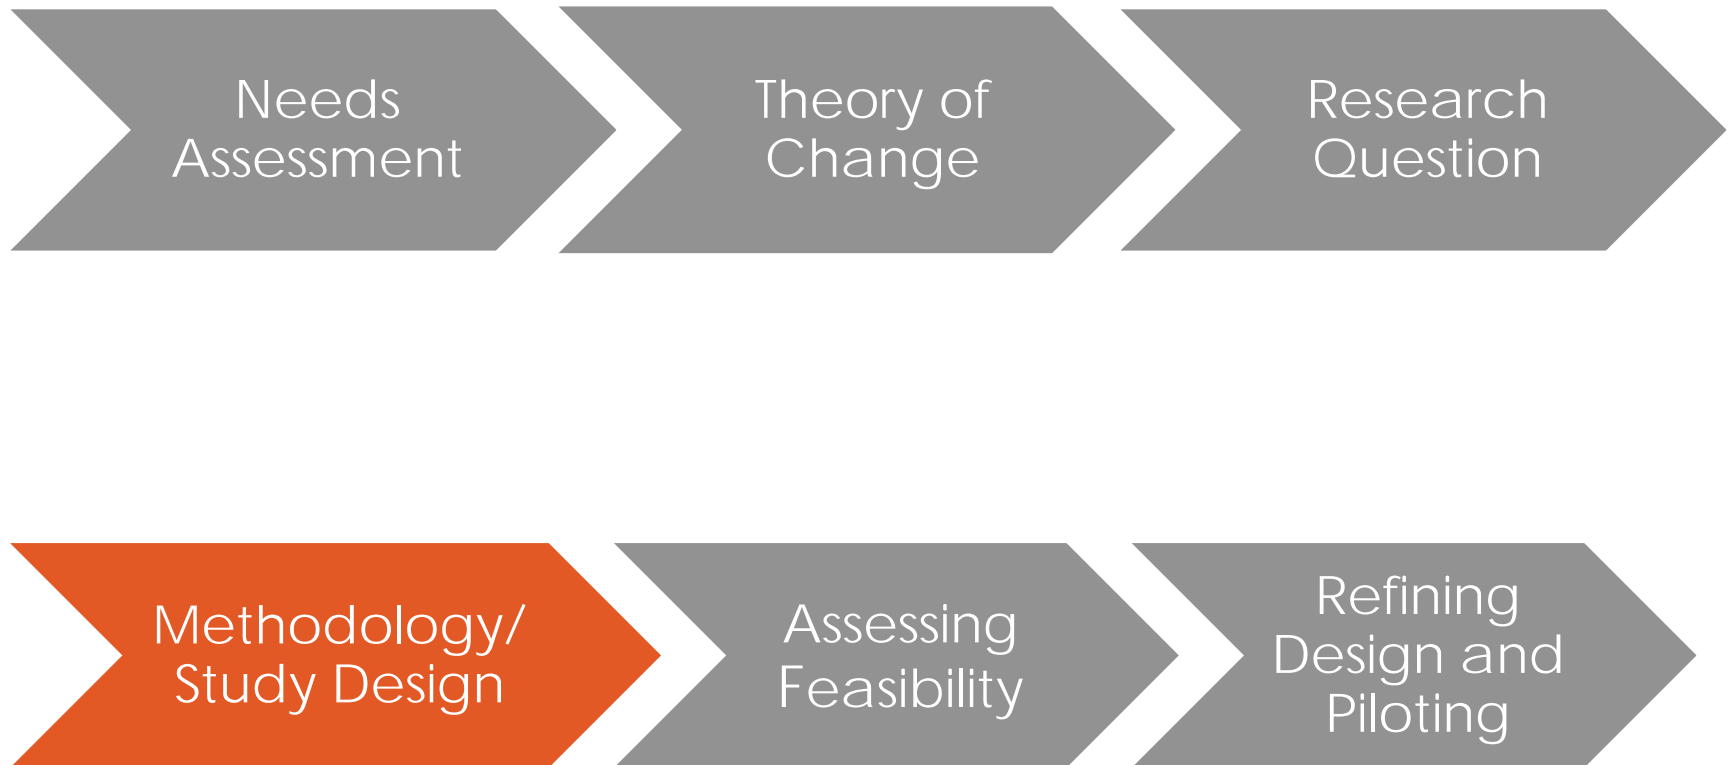 Needs
Assessment
Theory of
Change
Research
Question
Methodology/
Study Design
Assessing
Feasibility
Refining
Design and
Piloting